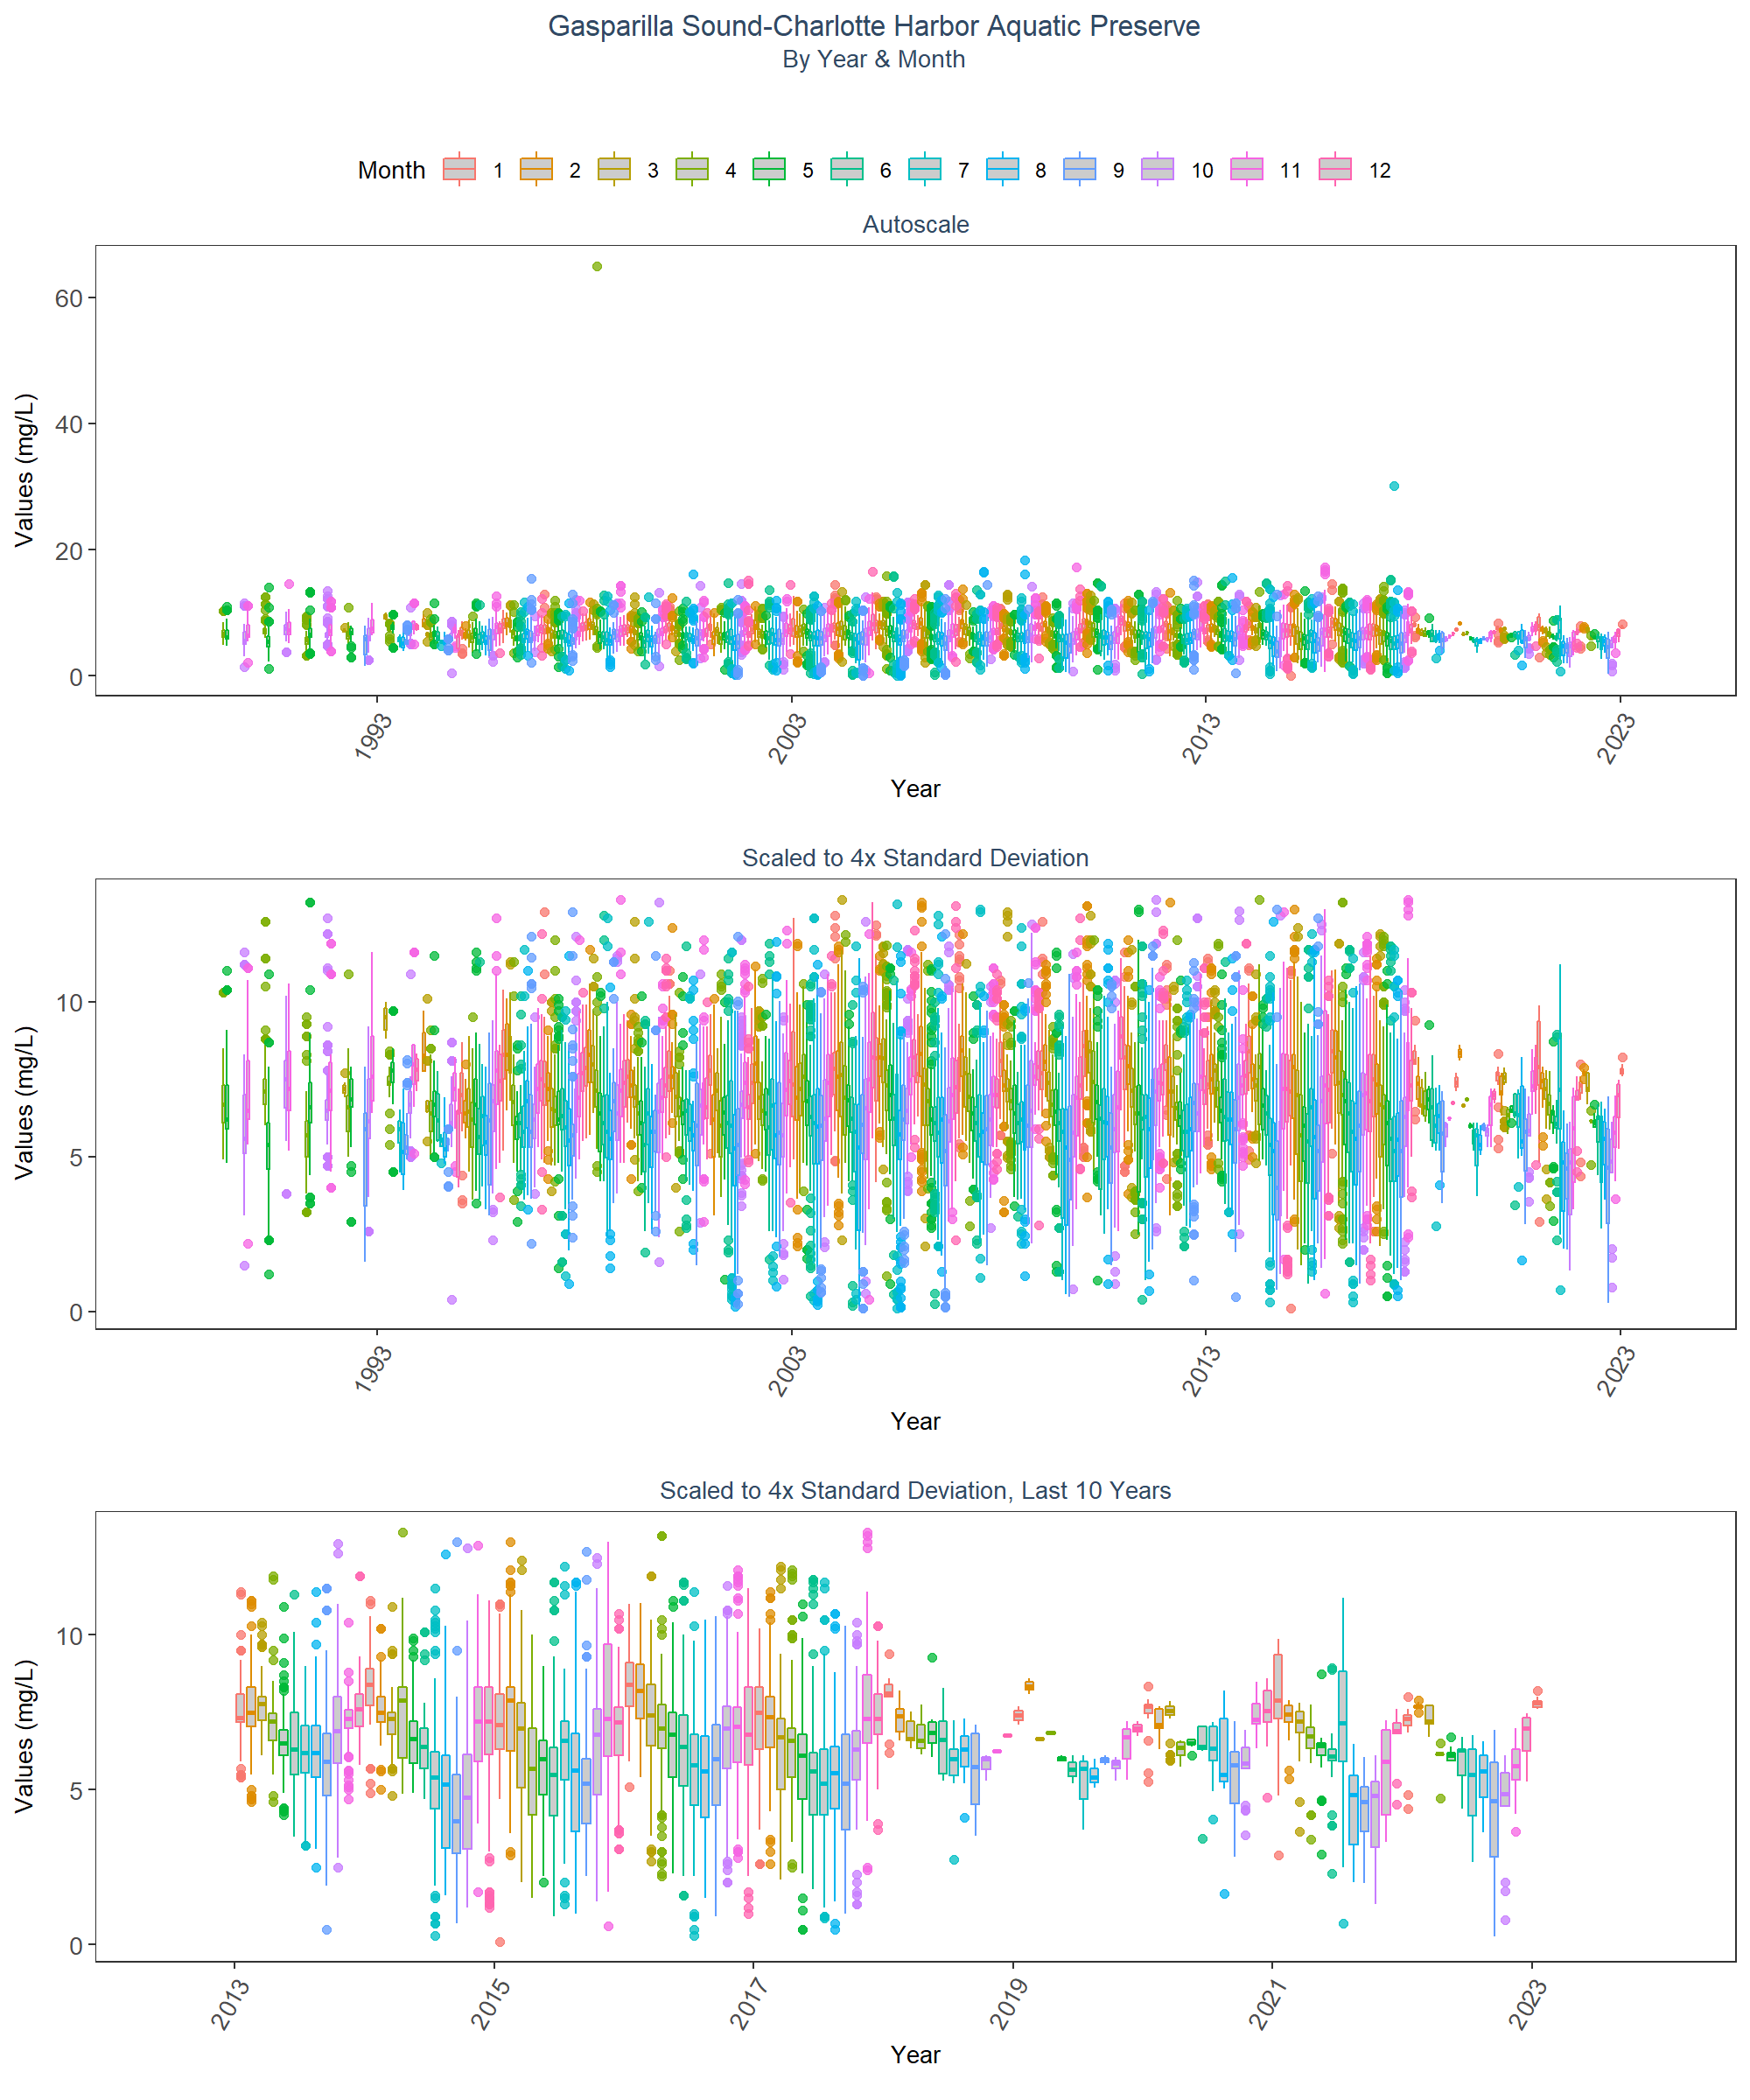 Gasparilla Sound-Charlotte Harbor Aquatic Preserve
By Year & Month
Month 1 2 3 4 5 6 7 8 9 10 11 12
Autoscale
Values (mg/L)
60
40
20
0
1993 2003 2013 2023
Year
Scaled to 4x Standard Deviation
Values (mg/L)
10
5
0
1993 2003 2013 2023
Year
Scaled to 4x Standard Deviation, Last 10 Years
Values (mg/L)
10
5
0
2013 2015 2017 2019 2021 2023
Year